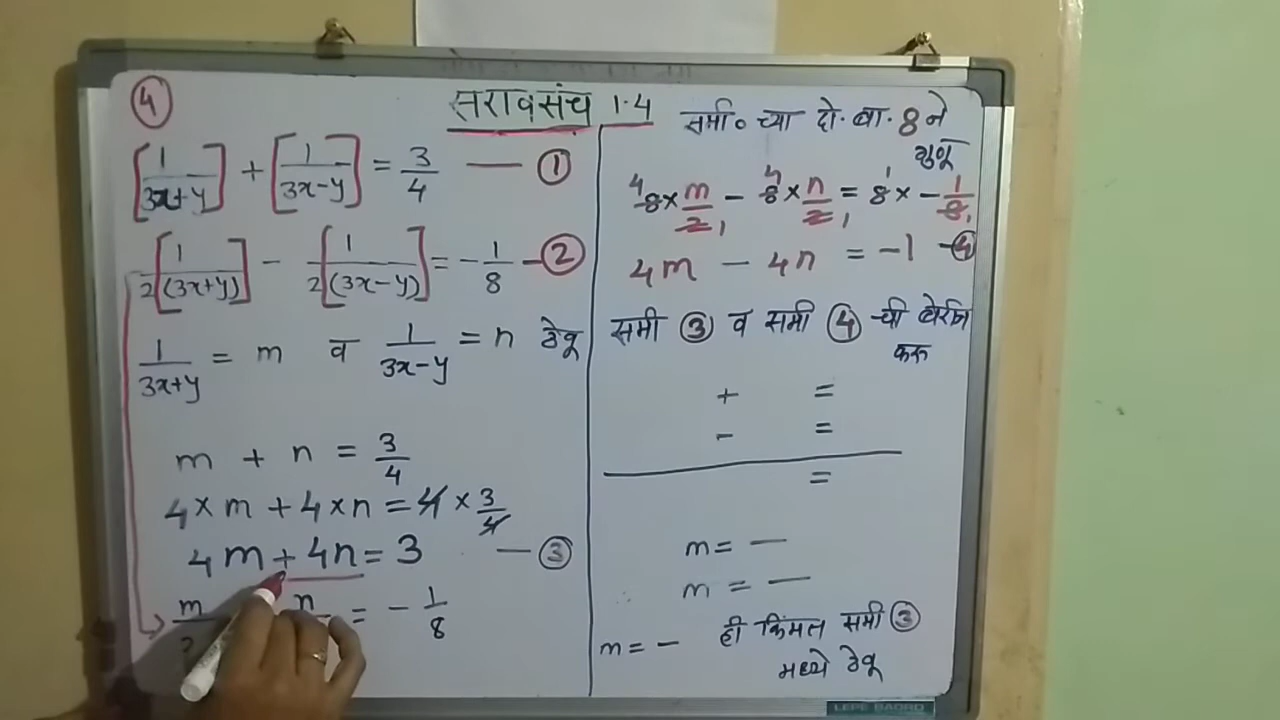 सरावसंच 1.4
④
[1/3x+y] + [1/3x-y] = 3/4 — ①
1/2[(3x+y)] - 1/2[(3x-y)] = -1/8 - ②
1/3x+y = m व 1/3x-y = n ठेवू
m + n = 3/4
4 × m + 4 × n = 4 × 3/4
4m + 4n = 3 — ③
m/2 n = - 1/8
समी० च्या दो. बा. 8 ने
गुणू
8 × m/2 - 8 × n/2 = 8 × - 1/8
4m - 4n = -1 - ④
समी ③ व समी ④ ची बेरीज
करू
+ =
- =
=
m = —
m = —
m = — ही किंमत समी ③
मध्ये ठेवू
LEPE BAORD